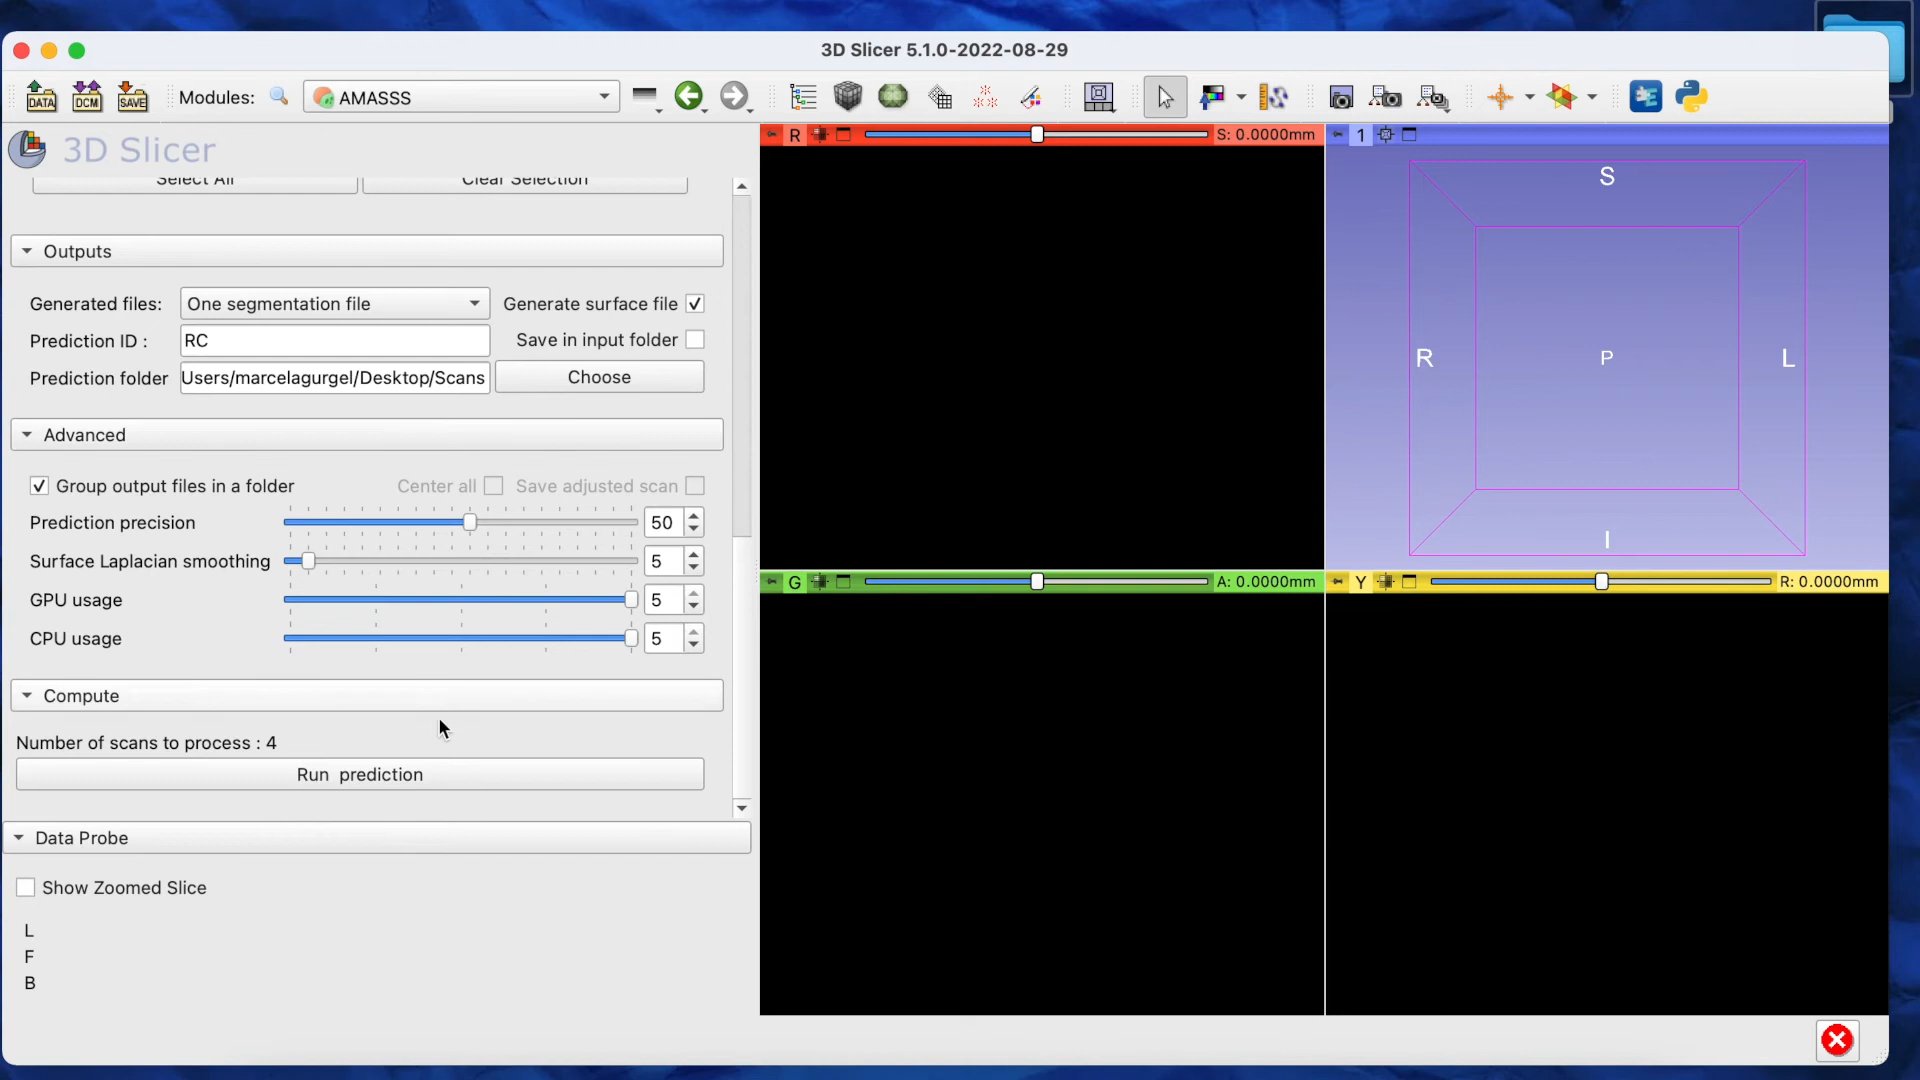 3D Slicer 5.1.0-2022-08-29
DATA
DCM
SAVE
Modules:
AMASSS
3D Slicer
R
S: 0.0000mm
1
Select All
Clear Selection
Outputs
Generated files:
One segmentation file
Generate surface file
Prediction ID :
RC
Save in input folder
Prediction folder
Users/marcelagurgel/Desktop/Scans
Choose
Advanced
Group output files in a folder
Center all
Save adjusted scan
Prediction precision
50
Surface Laplacian smoothing
5
GPU usage
5
CPU usage
5
Compute
Number of scans to process : 4
Run prediction
Data Probe
Show Zoomed Slice
L
F
B
S
R
P
L
I
G
A: 0.0000mm
Y
R: 0.0000mm